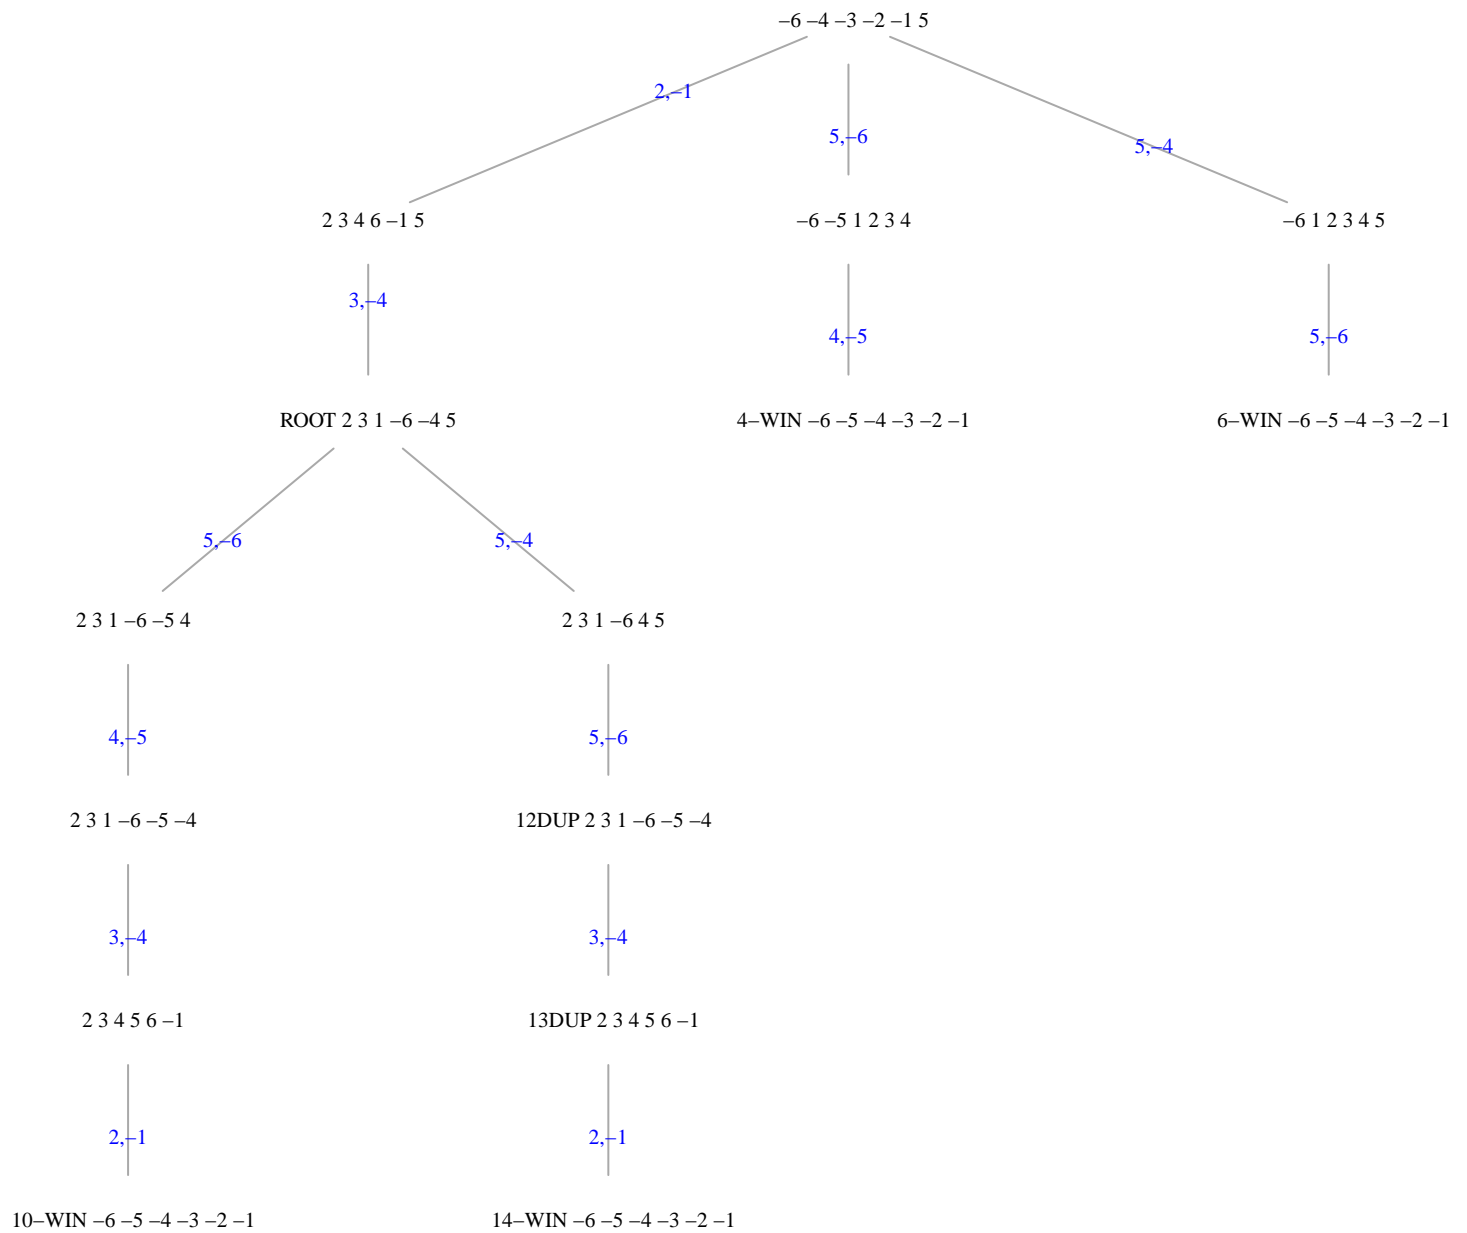 –6 –4 –3 –2 –1 5
2,–1
5,–6
5,–4
2 3 4 6 –1 5
–6 –5 1 2 3 4
–6 1 2 3 4 5
3,–4
4,–5
5,–6
ROOT 2 3 1 –6 –4 5
4–WIN –6 –5 –4 –3 –2 –1
6–WIN –6 –5 –4 –3 –2 –1
5,–6
5,–4
2 3 1 –6 –5 4
2 3 1 –6 4 5
4,–5
5,–6
2 3 1 –6 –5 –4
12DUP 2 3 1 –6 –5 –4
3,–4
3,–4
2 3 4 5 6 –1
13DUP 2 3 4 5 6 –1
2,–1
2,–1
10–WIN –6 –5 –4 –3 –2 –1
14–WIN –6 –5 –4 –3 –2 –1